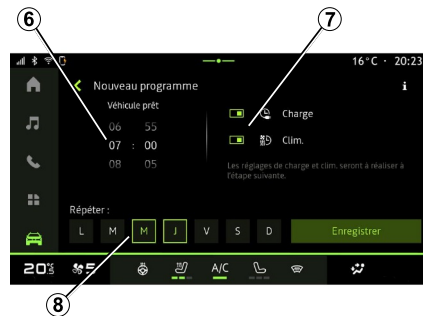 6 7
16°C · 20:23
Nouveau programme
i
Véhicule prêt
06 55
07 : 00
08 05
Charge
Clim.
Les réglages de charge et clim. seront à réaliser à
l'étape suivante.
Répéter :
L M M J V S D
Enregistrer
20.5 5 A/C
8